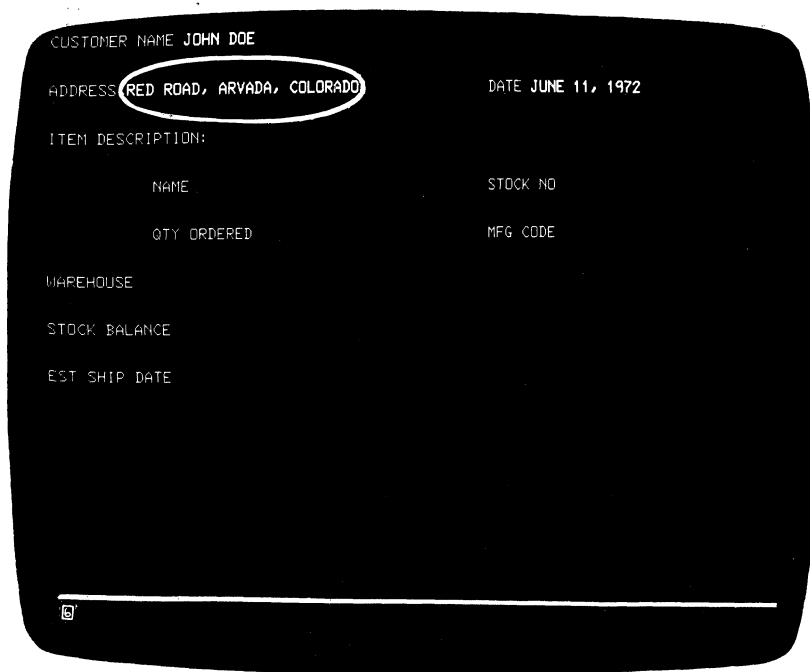 CUSTOMER NAME JOHN DOE
ADDRESS RED ROAD, ARVADA, COLORADO DATE JUNE 11, 1972
ITEM DESCRIPTION:
NAME STOCK NO
QTY ORDERED MFG CODE
WAREHOUSE
STOCK BALANCE
EST SHIP DATE
6